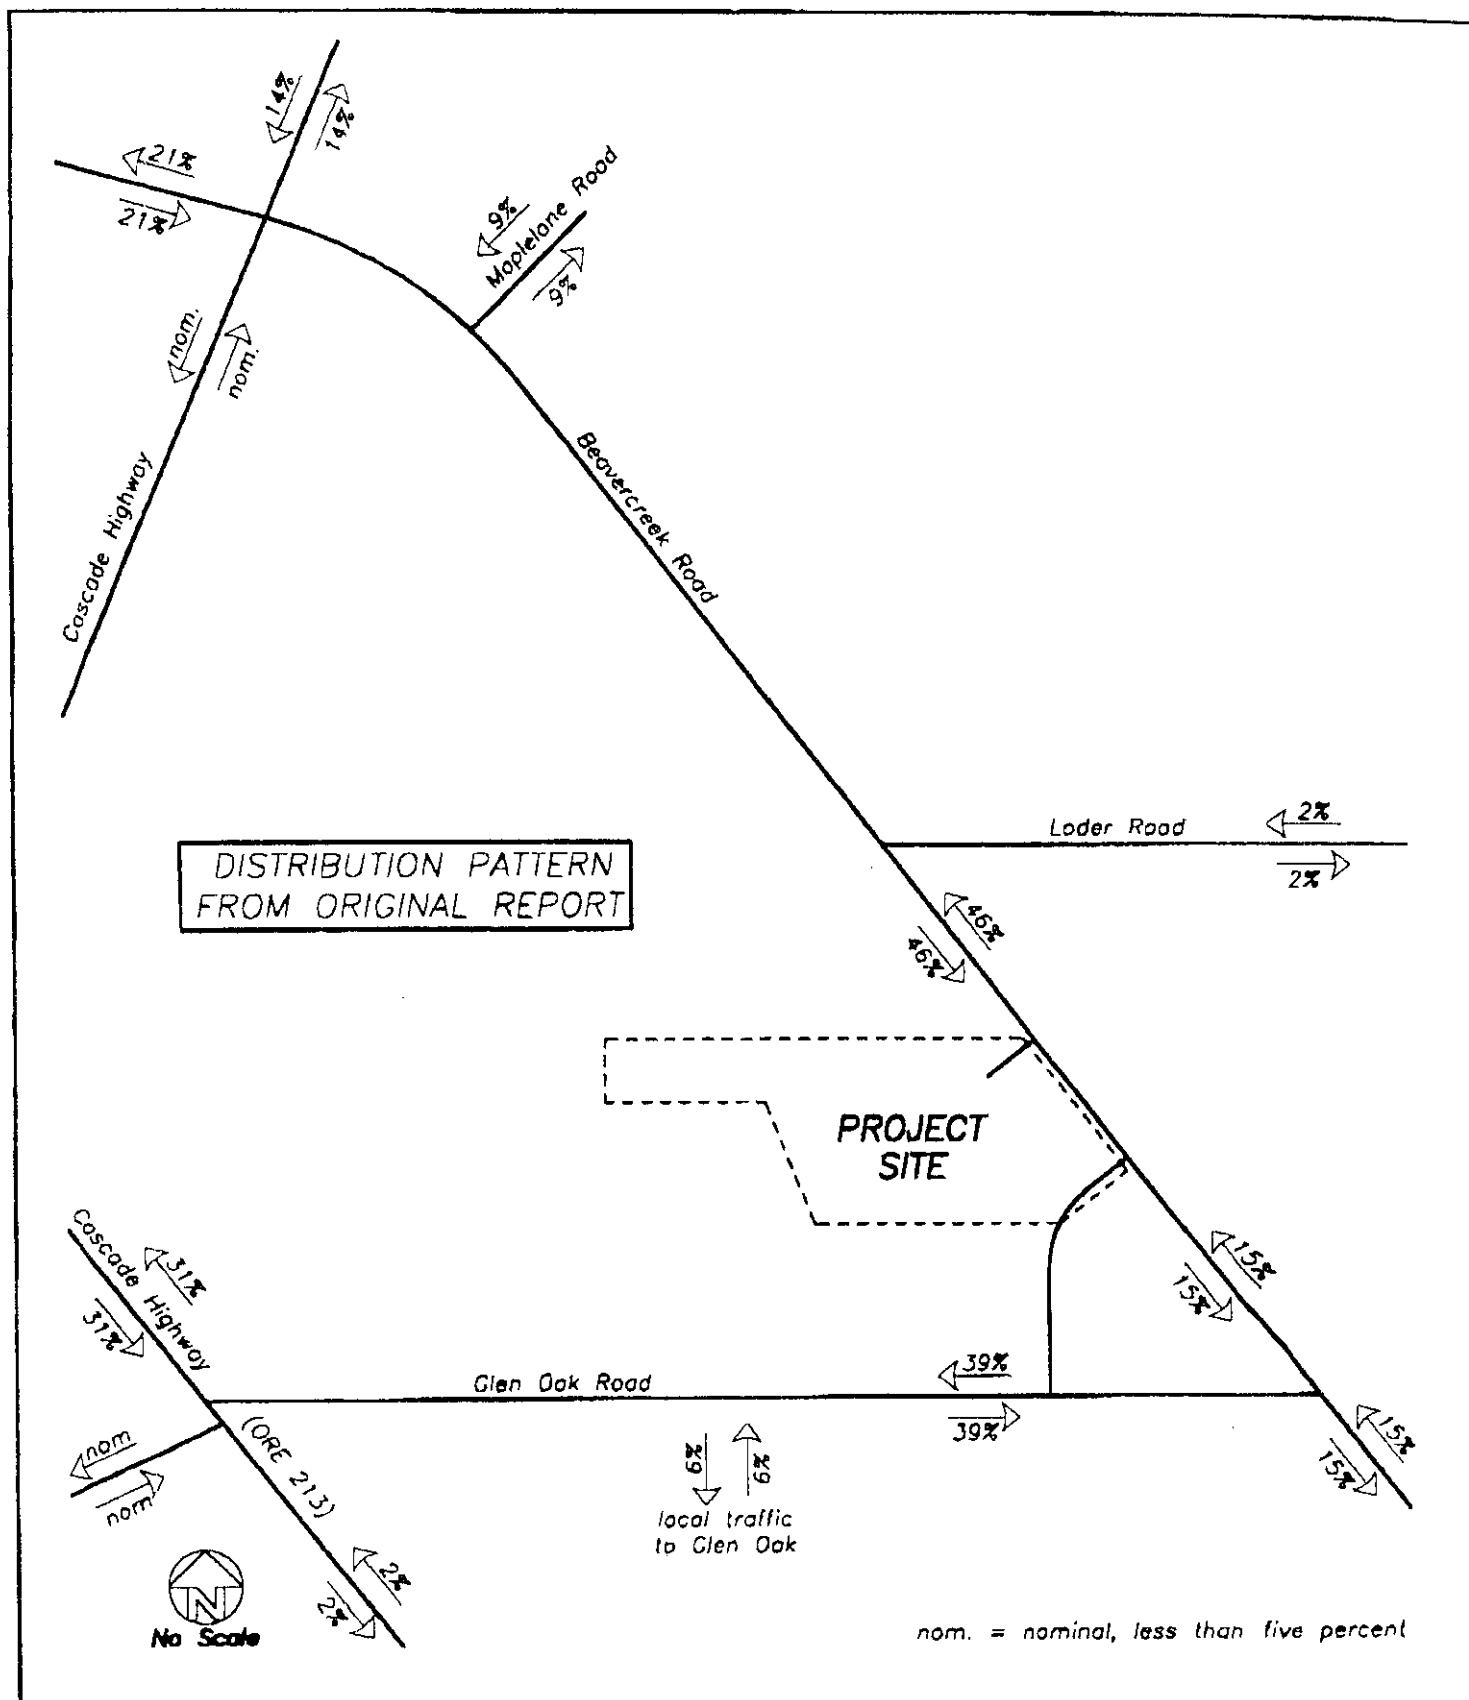 14%
14%
21%
21%
9%
Maplelane Road
9%
nom.
nom.
Cascade Highway
Beavercreek Road
Loder Road
2%
2%
DISTRIBUTION PATTERN
FROM ORIGINAL REPORT
46%
46%
PROJECT
SITE
Cascade Highway
31%
31%
15%
15%
Glen Oak Road
39%
39%
(ORE 213)
nom
nom
6%
6%
local traffic
to Glen Oak
15%
15%
2%
2%
N
No Scale
nom. = nominal, less than five percent